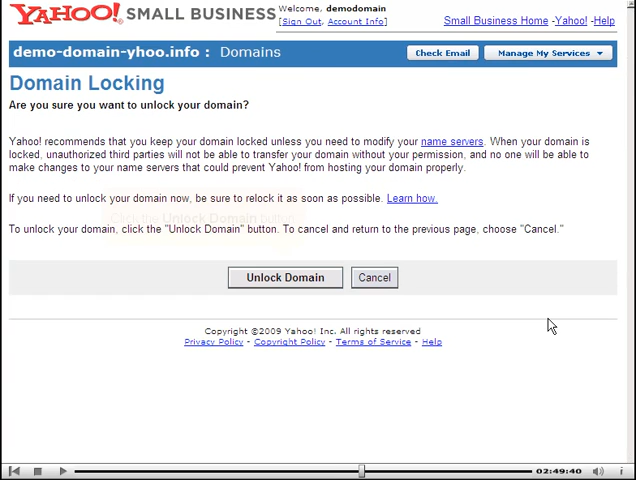 YAHOO! SMALL BUSINESS
Welcome, demodomain
[Sign Out, Account Info]
Small Business Home -Yahoo! -Help
demo-domain-yhoo.info : Domains
Check Email
Manage My Services
Domain Locking
Are you sure you want to unlock your domain?
Yahoo! recommends that you keep your domain locked unless you need to modify your name servers. When your domain is
locked, unauthorized third parties will not be able to transfer your domain without your permission, and no one will be able to
make changes to your name servers that could prevent Yahoo! from hosting your domain properly.
If you need to unlock your domain now, be sure to relock it as soon as possible. Learn how.
Click the Unlock Domain button.
To unlock your domain, click the "Unlock Domain" button. To cancel and return to the previous page, choose "Cancel."
Unlock Domain
Cancel
Copyright ©2009 Yahoo! Inc. All rights reserved
Privacy Policy - Copyright Policy - Terms of Service - Help
02:49:40
i